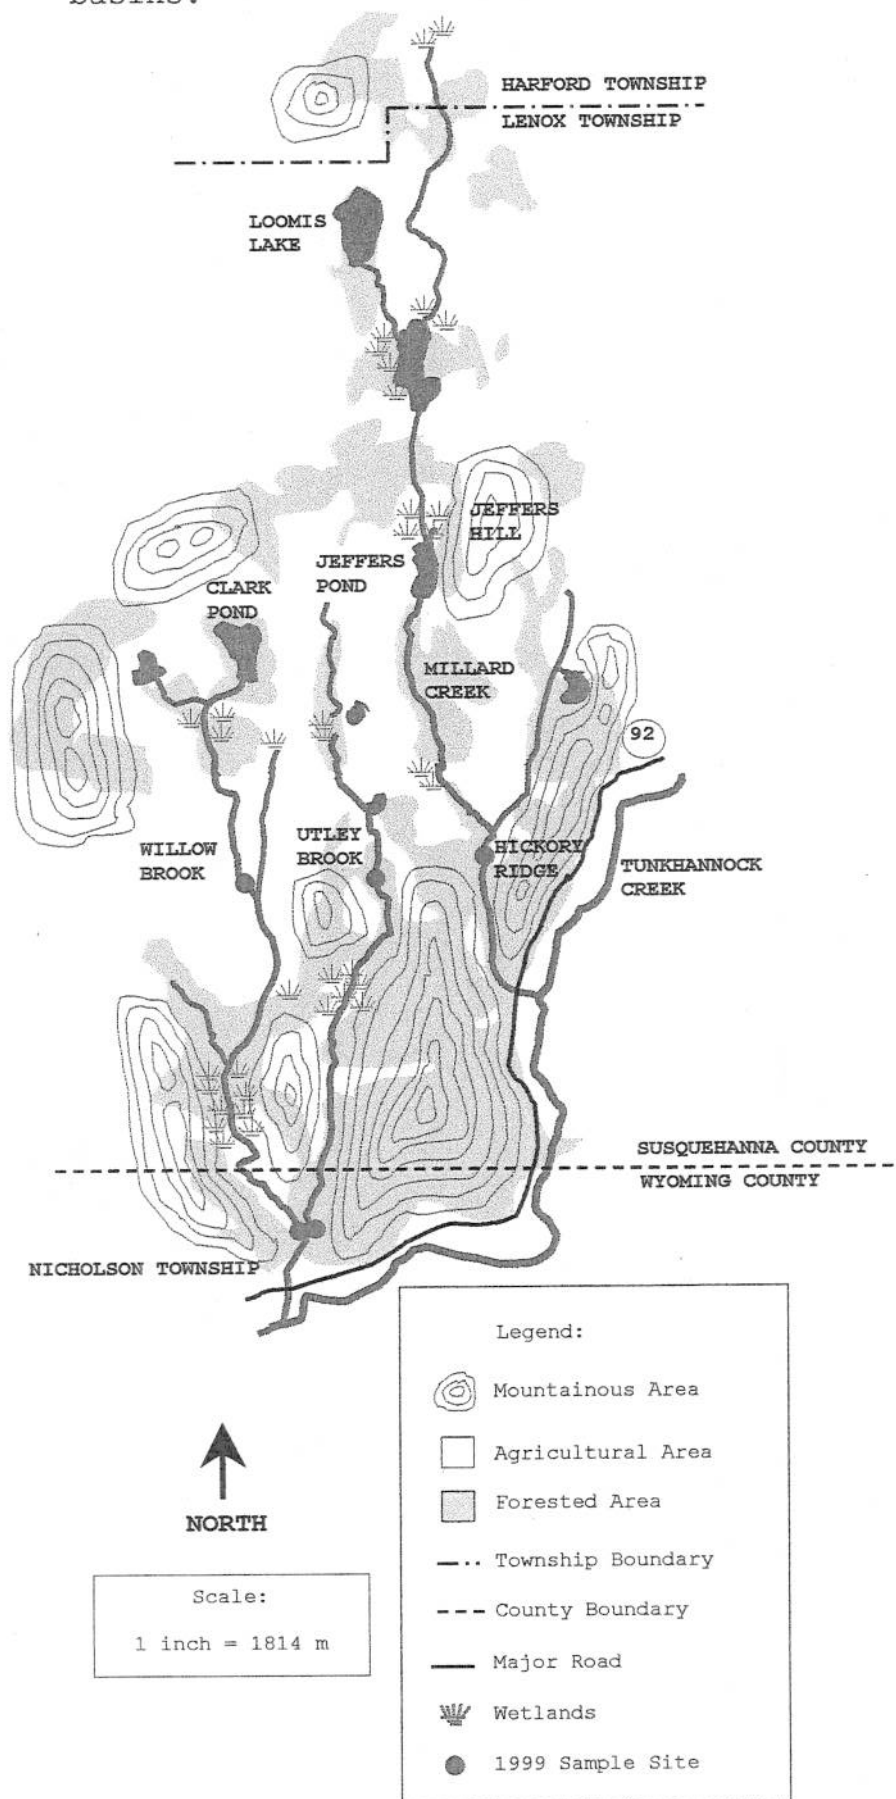 basins.
HARFORD TOWNSHIP
LENOX TOWNSHIP
LOOMIS
LAKE
JEFFERS
HILL
JEFFERS
POND
CLARK
POND
MILLARD
CREEK
92
WILLOW
BROOK
UTLEY
BROOK
HICKORY
RIDGE
TUNKHANNOCK
CREEK
SUSQUEHANNA COUNTY
WYOMING COUNTY
NICHOLSON TOWNSHIP
Legend:
Mountainous Area
Agricultural Area
Forested Area
Township Boundary
County Boundary
Major Road
Wetlands
1999 Sample Site
NORTH
Scale:
1 inch = 1814 m